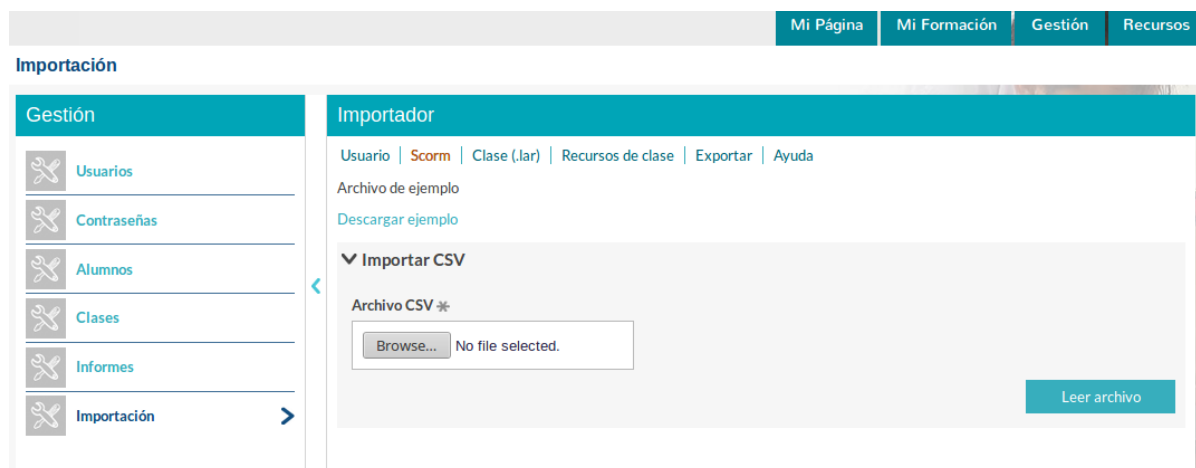 Mi Página Mi Formación Gestión Recursos
Importación
Gestión
Usuarios
Contraseñas
Alumnos
Clases
Informes
Importación
Importador
Usuario Scorm Clase (.lar) Recursos de clase Exportar Ayuda
Archivo de ejemplo
Descargar ejemplo
Importar CSV
Archivo CSV *
Browse... No file selected.
Leer archivo